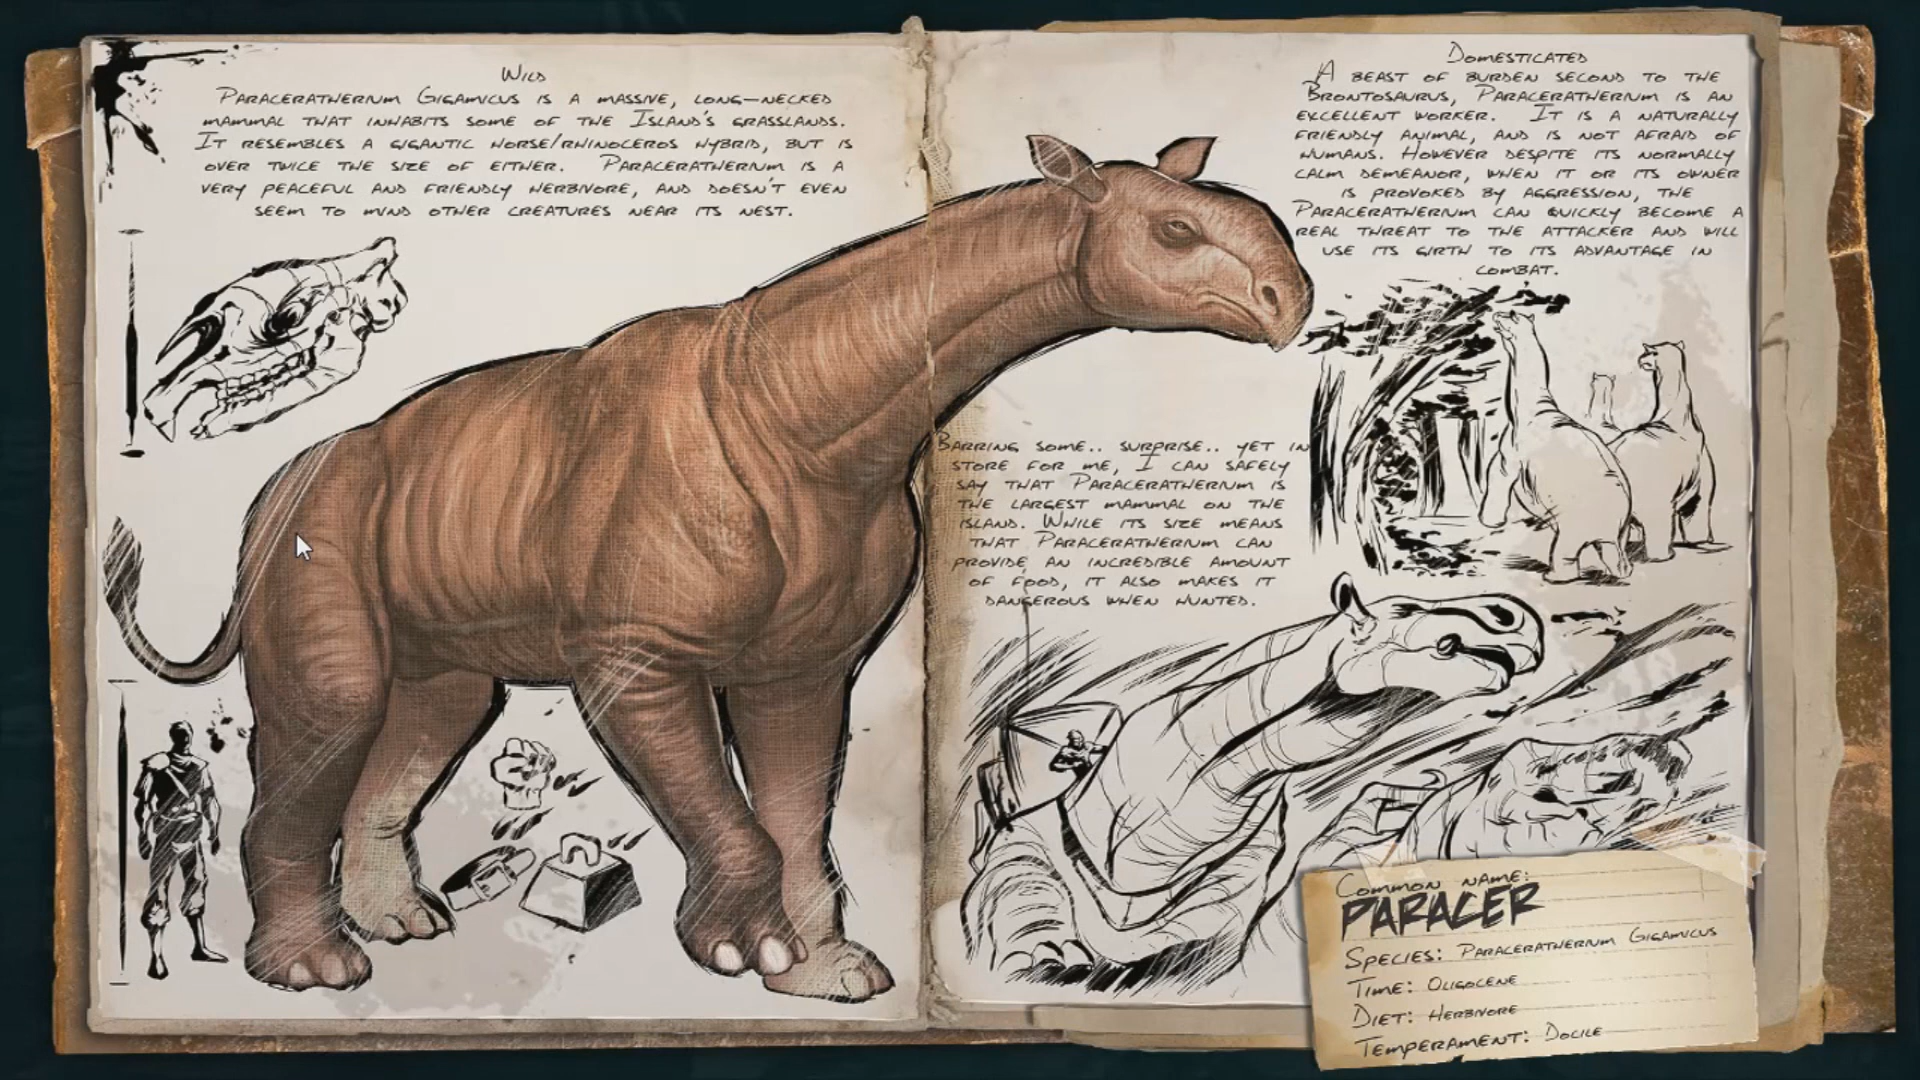 Wild
Paraceratherium Gigamicus is a massive, long-necked
mammal that inhabits some of the Island's grasslands.
It resembles a gigantic horse/rhinoceros hybrid, but is
over twice the size of either. Paraceratherium is a
very peaceful and friendly herbivore, and doesn't even
seem to mind other creatures near its nest.
Domesticated
A beast of burden second to the
Brontosaurus, Paraceratherium is an
excellent worker. It is a naturally
friendly animal, and is not afraid of
humans. However despite its normally
calm demeanor, when it or its owner
is provoked by aggression, the
Paraceratherium can quickly become a
real threat to the attacker and will
use its girth to its advantage in
combat.
Barring some.. surprise.. yet in
store for me, I can safely
say that Paraceratherium is
the largest mammal on the
island. While its size means
that Paraceratherium can
provide an incredible amount
of food, it also makes it
dangerous when hunted.
Common name:
Paracer
Species: Paraceratherium Gigamicus
Time: Oligocene
Diet: Herbivore
Temperament: Docile